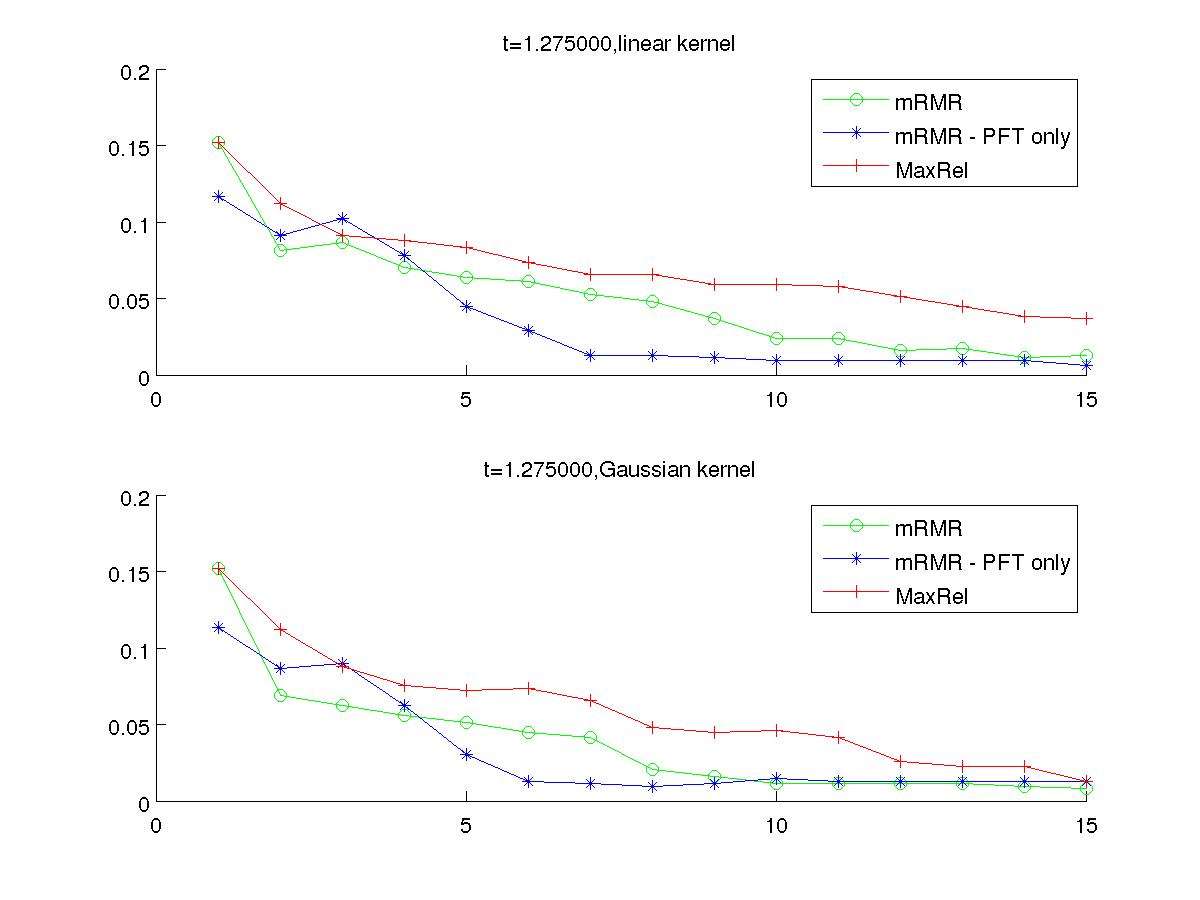 t=1.275000,linear kernel
0.2
0.15
0.1
0.05
0
0
5
10
15
mRMR
mRMR - PFT only
MaxRel
t=1.275000,Gaussian kernel
0.2
0.15
0.1
0.05
0
0
5
10
15
mRMR
mRMR - PFT only
MaxRel